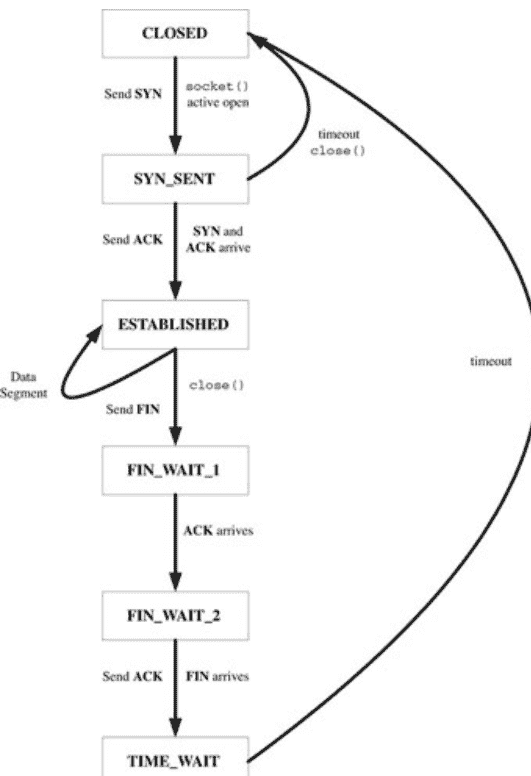 CLOSED
Send SYN
socket()
active open
timeout
close()
SYN_SENT
Send ACK
SYN and
ACK arrive
ESTABLISHED
timeout
Data
Segment
close()
Send FIN
FIN_WAIT_1
ACK arrives
FIN_WAIT_2
Send ACK
FIN arrives
TIME_WAIT